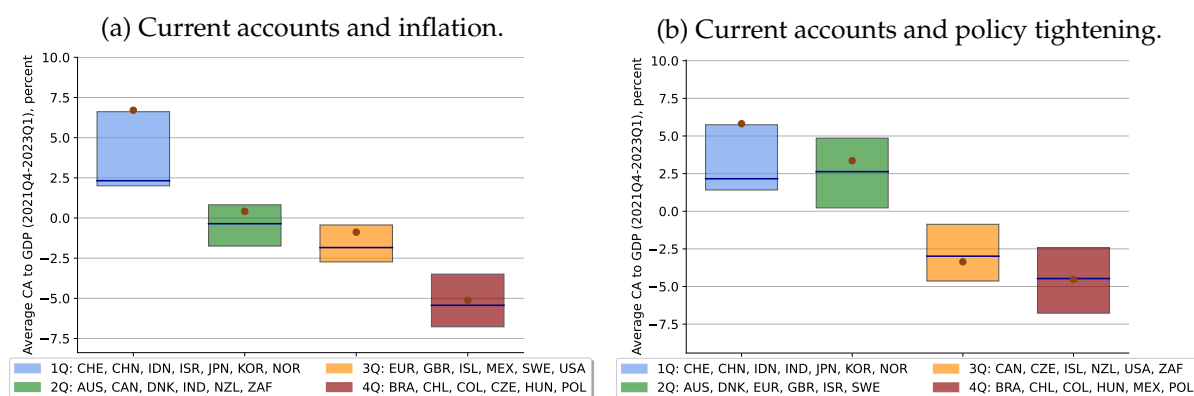 (a) Current accounts and inflation.
Average CA to GDP (2021Q4-2023Q1), percent
10.0
7.5
5.0
2.5
0.0
−2.5
−5.0
−7.5
1Q: CHE, CHN, IDN, ISR, JPN, KOR, NOR
2Q: AUS, CAN, DNK, IND, NZL, ZAF
3Q: EUR, GBR, ISL, MEX, SWE, USA
4Q: BRA, CHL, COL, CZE, HUN, POL
(b) Current accounts and policy tightening.
Average CA to GDP (2021Q4-2023Q1), percent
10.0
7.5
5.0
2.5
0.0
−2.5
−5.0
−7.5
1Q: CHE, CHN, IDN, IND, JPN, KOR, NOR
2Q: AUS, DNK, EUR, GBR, ISR, SWE
3Q: CAN, CZE, ISL, NZL, USA, ZAF
4Q: BRA, CHL, COL, HUN, MEX, POL